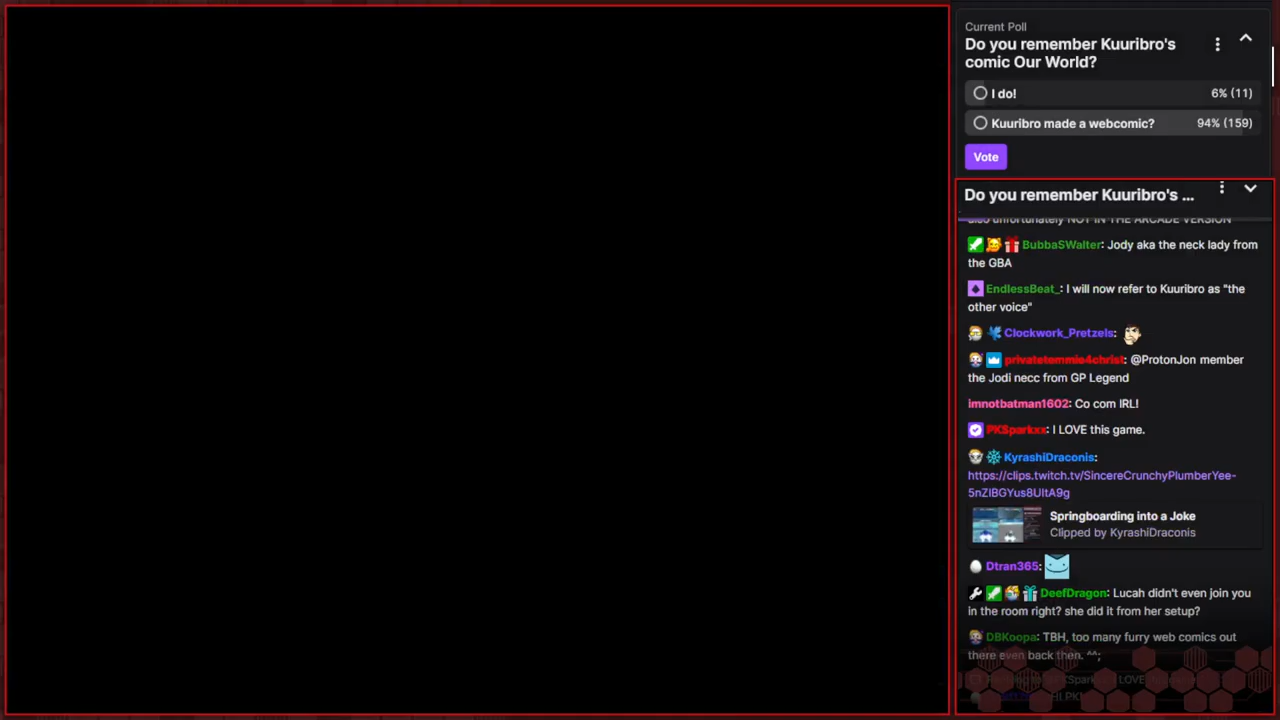 Current Poll
Do you remember Kuuribro's
comic Our World?
I do! 6% (11)
Kuuribro made a webcomic? 94% (159)
Vote
Do you remember Kuuribro's ...
also unfortunately NOT IN THE ARCADE VERSION
BubbaSWalter: Jody aka the neck lady from
the GBA
EndlessBeat_: I will now refer to Kuuribro as "the
other voice"
Clockwork_Pretzels:
privatetommie4christ: @ProtonJon member
the Jodi necc from GP Legend
imnotbatman1602: Co com IRL!
PKSparkxx: I LOVE this game.
KyrashiDraconis:
https://clips.twitch.tv/SincereCrunchyPlumberYee-
5nZIBGYus8UItA9g
Springboarding into a Joke
Clipped by KyrashiDraconis
Dtran365:
DeefDragon: Lucah didn't even join you
in the room right? she did it from her setup?
DBKoopa: TBH, too many furry web comics out
there even back then. ^^;